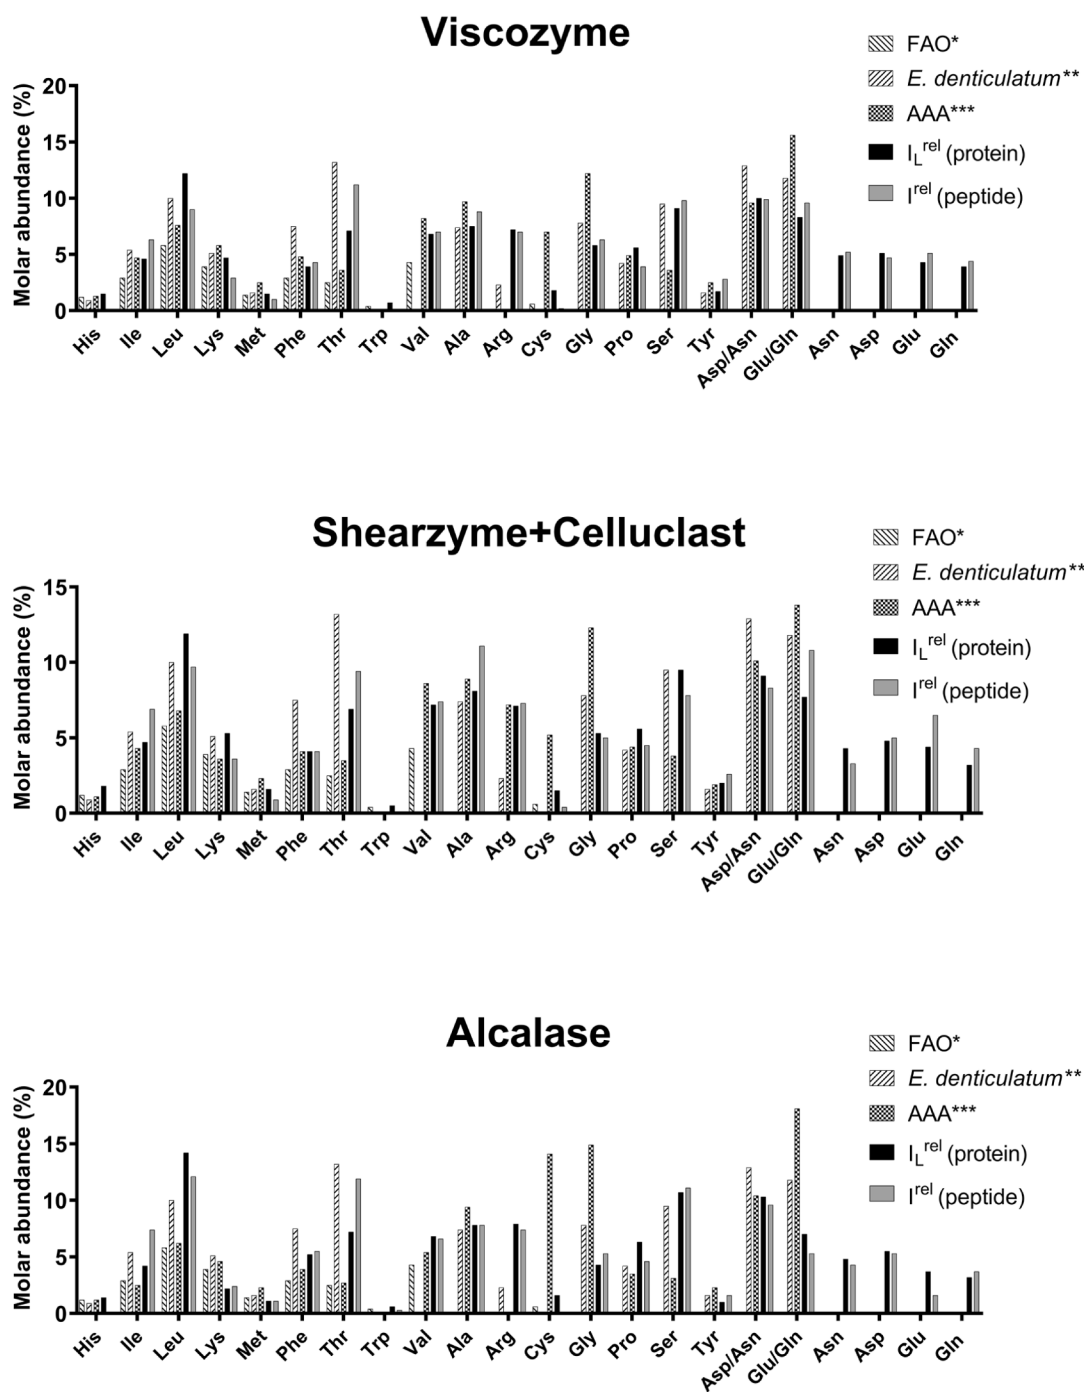 Viscozyme
FAO*
E. denticulatum**
AAA***
I_L^rel (protein)
I^rel (peptide)
Molar abundance (%)
20
15
10
5
0
His Ile Leu Lys Met Phe Thr Trp Val Ala Arg Cys Gly Pro Ser Tyr Asp/Asn Glu/Gln Asn Asp Glu Gln
Shearzyme+Celluclast
FAO*
E. denticulatum**
AAA***
I_L^rel (protein)
I^rel (peptide)
Molar abundance (%)
15
10
5
0
His Ile Leu Lys Met Phe Thr Trp Val Ala Arg Cys Gly Pro Ser Tyr Asp/Asn Glu/Gln Asn Asp Glu Gln
Alcalase
FAO*
E. denticulatum**
AAA***
I_L^rel (protein)
I^rel (peptide)
Molar abundance (%)
20
15
10
5
0
His Ile Leu Lys Met Phe Thr Trp Val Ala Arg Cys Gly Pro Ser Tyr Asp/Asn Glu/Gln Asn Asp Glu Gln